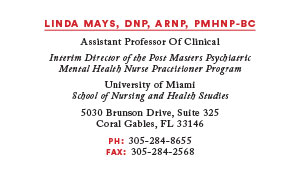 LINDA MAYS, DNP, ARNP, PMHNP-BC
Assistant Professor Of Clinical
Interim Director of the Post Masters Psychiatric
Mental Health Nurse Practitioner Program
University of Miami
School of Nursing and Health Studies
5030 Brunson Drive, Suite 325
Coral Gables, FL 33146
PH: 305-284-8655
FAX: 305-284-2568